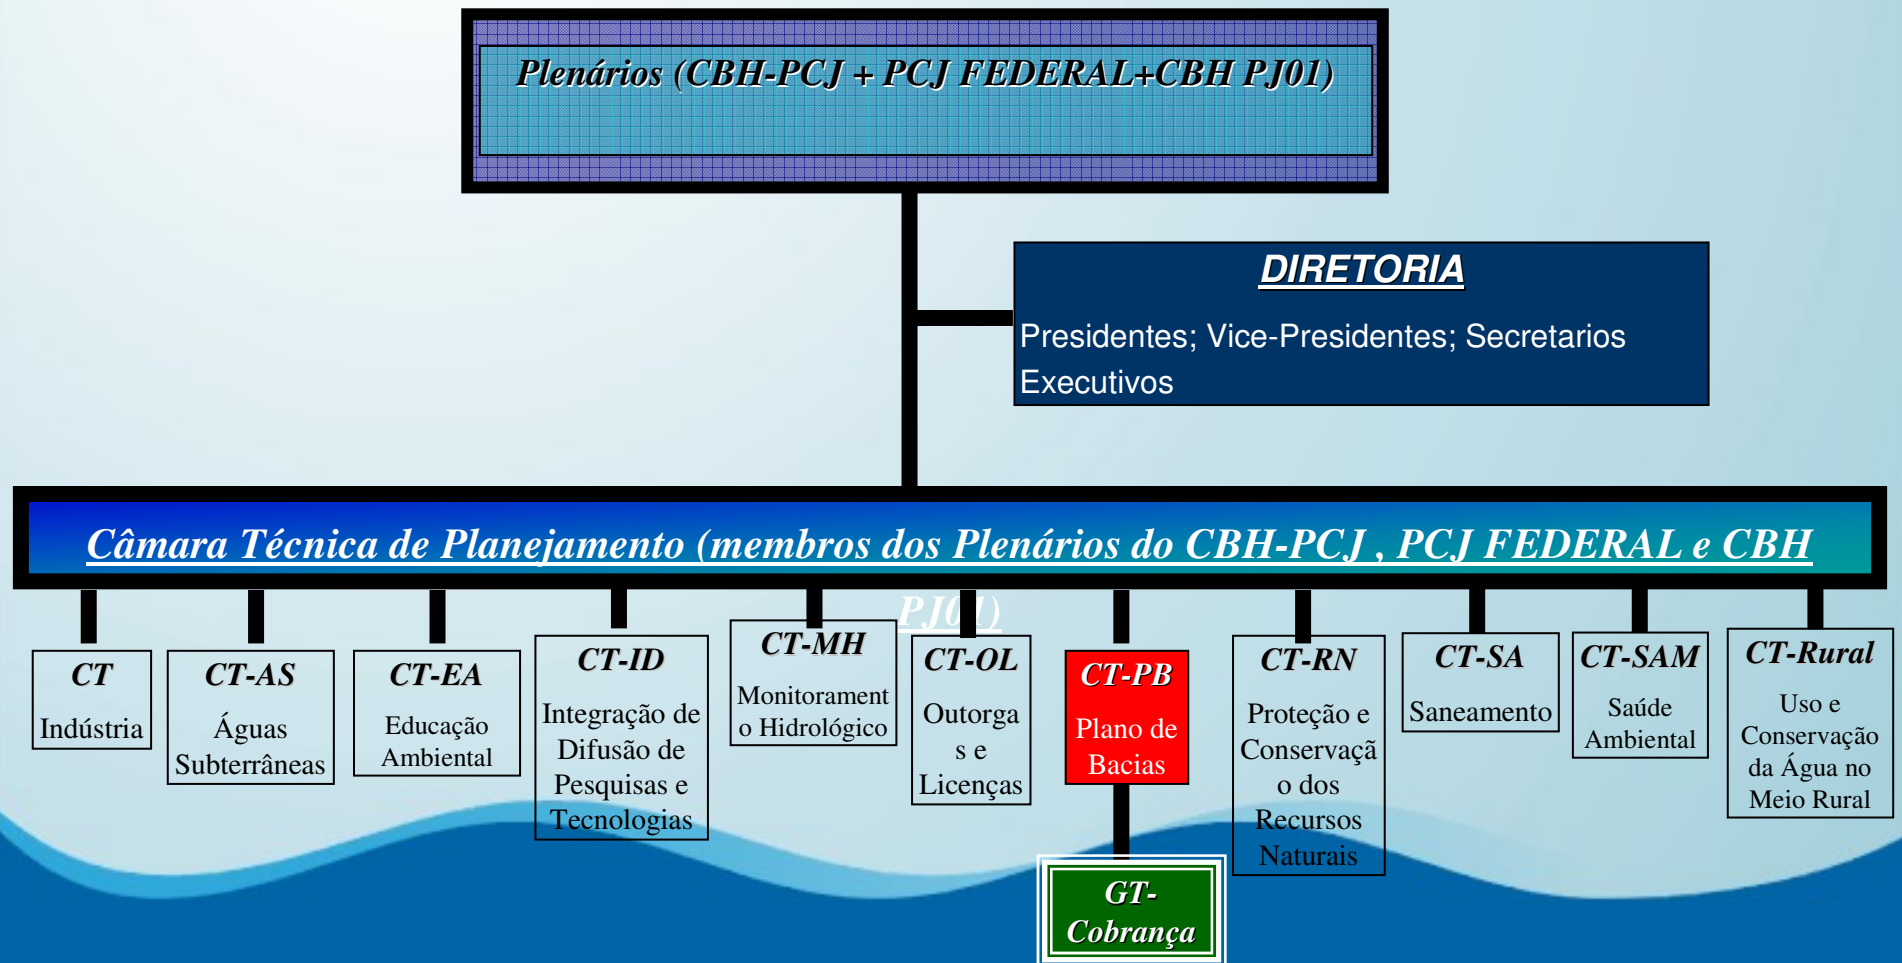 Plenários (CBH-PCJ + PCJ FEDERAL+CBH PJ01)
DIRETORIA
Presidentes; Vice-Presidentes; Secretarios
Executivos
Câmara Técnica de Planejamento (membros dos Plenários do CBH-PCJ , PCJ FEDERAL e CBH
PJ01)
CT
Indústria
CT-AS
Águas
Subterrâneas
CT-EA
Educação
Ambiental
CT-ID
Integração de
Difusão de
Pesquisas e
Tecnologias
CT-MH
Monitorament
o Hidrológico
CT-OL
Outorga
s e
Licenças
CT-PB
Plano de
Bacias
GT-
Cobrança
CT-RN
Proteção e
Conservaçã
o dos
Recursos
Naturais
CT-SA
Saneamento
CT-SAM
Saúde
Ambiental
CT-Rural
Uso e
Conservação
da Água no
Meio Rural